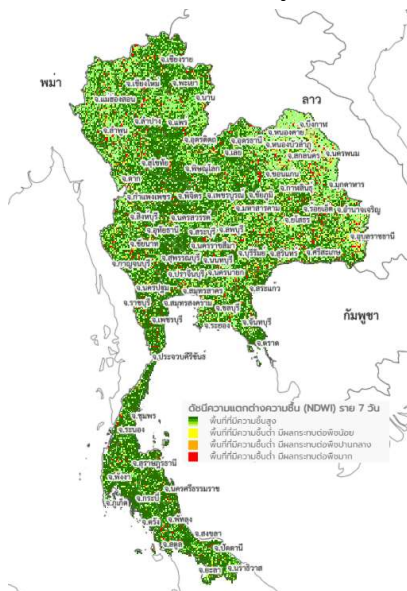 จ.เชียงราย
พม่า
จ.เชียงใหม่
จ.พะเยา
ลาว
จ.แม่ฮ่องสอน
จ.น่าน
จ.ลำปาง
จ.แพร่
จ.บึงกาฬ
จ.ลำพูน
จ.อุตรดิตถ์
จ.อุดรธานี
จ.หนองคาย
จ.หนองบัวลำภู
จ.เลย
จ.สกลนคร
จ.นครพนม
จ.สุโขทัย
จ.พิษณุโลก
จ.ขอนแก่น
จ.ตาก
จ.กาฬสินธุ์
จ.มุกดาหาร
จ.กำแพงเพชร
จ.พิจิตร
จ.เพชรบูรณ์
จ.ชัยภูมิ
จ.มหาสารคาม
จ.ร้อยเอ็ด
จ.อำนาจเจริญ
จ.สิงห์บุรี
จ.นครสวรรค์
จ.ยโสธร
จ.อุทัยธานี
จ.สระบุรี
จ.ลพบุรี
จ.อุบลราชธานี
จ.ชัยนาท
จ.นครราชสีมา
จ.บุรีรัมย์
จ.สุรินทร์
จ.ศรีสะเกษ
จ.กาญจนบุรี
จ.สุพรรณบุรี
จ.นนทบุรี
จ.ปราจีนบุรี
จ.นครนายก
จ.นครปฐม
จ.สมุทรสาคร
จ.สระแก้ว
จ.ราชบุรี
จ.สมุทรสงคราม
จ.ชลบุรี
กัมพูชา
จ.เพชรบุรี
จ.ระยอง
จ.จันทบุรี
จ.ตราด
จ.ประจวบคีรีขันธ์
ดัชนีความแตกต่างความชื้น (NDWI) ราย 7 วัน
พื้นที่ที่มีความชื้นสูง
พื้นที่ที่มีความชื้นต่ำ มีผลกระทบต่อพืชน้อย
พื้นที่ที่มีความชื้นต่ำ มีผลกระทบต่อพืชปานกลาง
พื้นที่ที่มีความชื้นต่ำ มีผลกระทบต่อพืชมาก
จ.ชุมพร
จ.ระนอง
จ.สุราษฎร์ธานี
จ.พังงา
จ.นครศรีธรรมราช
จ.กระบี่
จ.ภูเก็ต
จ.ตรัง
จ.พัทลุง
จ.สงขลา
จ.สตูล
จ.ปัตตานี
จ.ยะลา
จ.นราธิวาส